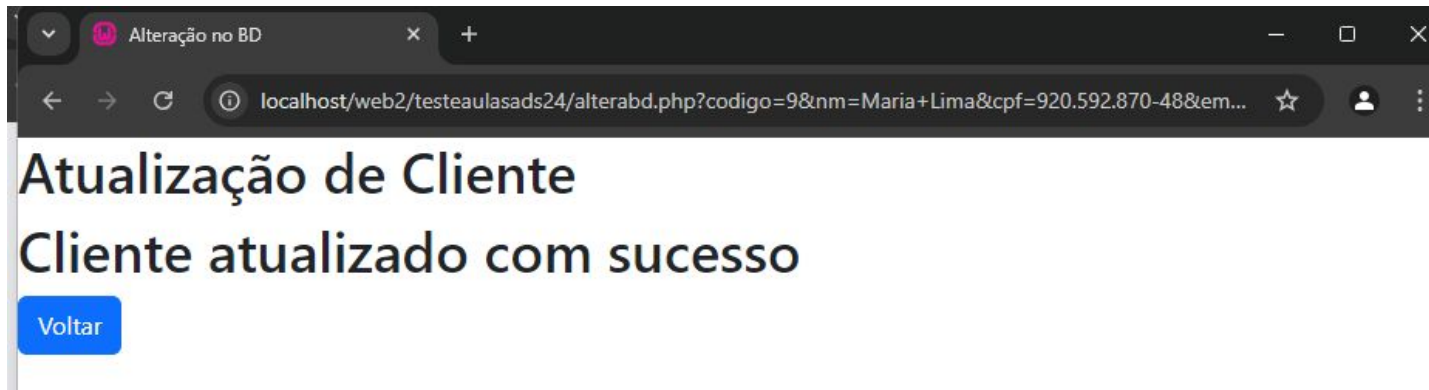 Alteração no BD
localhost/web2/testeaulasads24/alterabd.php?codigo=9&nm=Maria+Lima&cpf=920.592.870-48&em...
Atualização de Cliente
Cliente atualizado com sucesso
Voltar